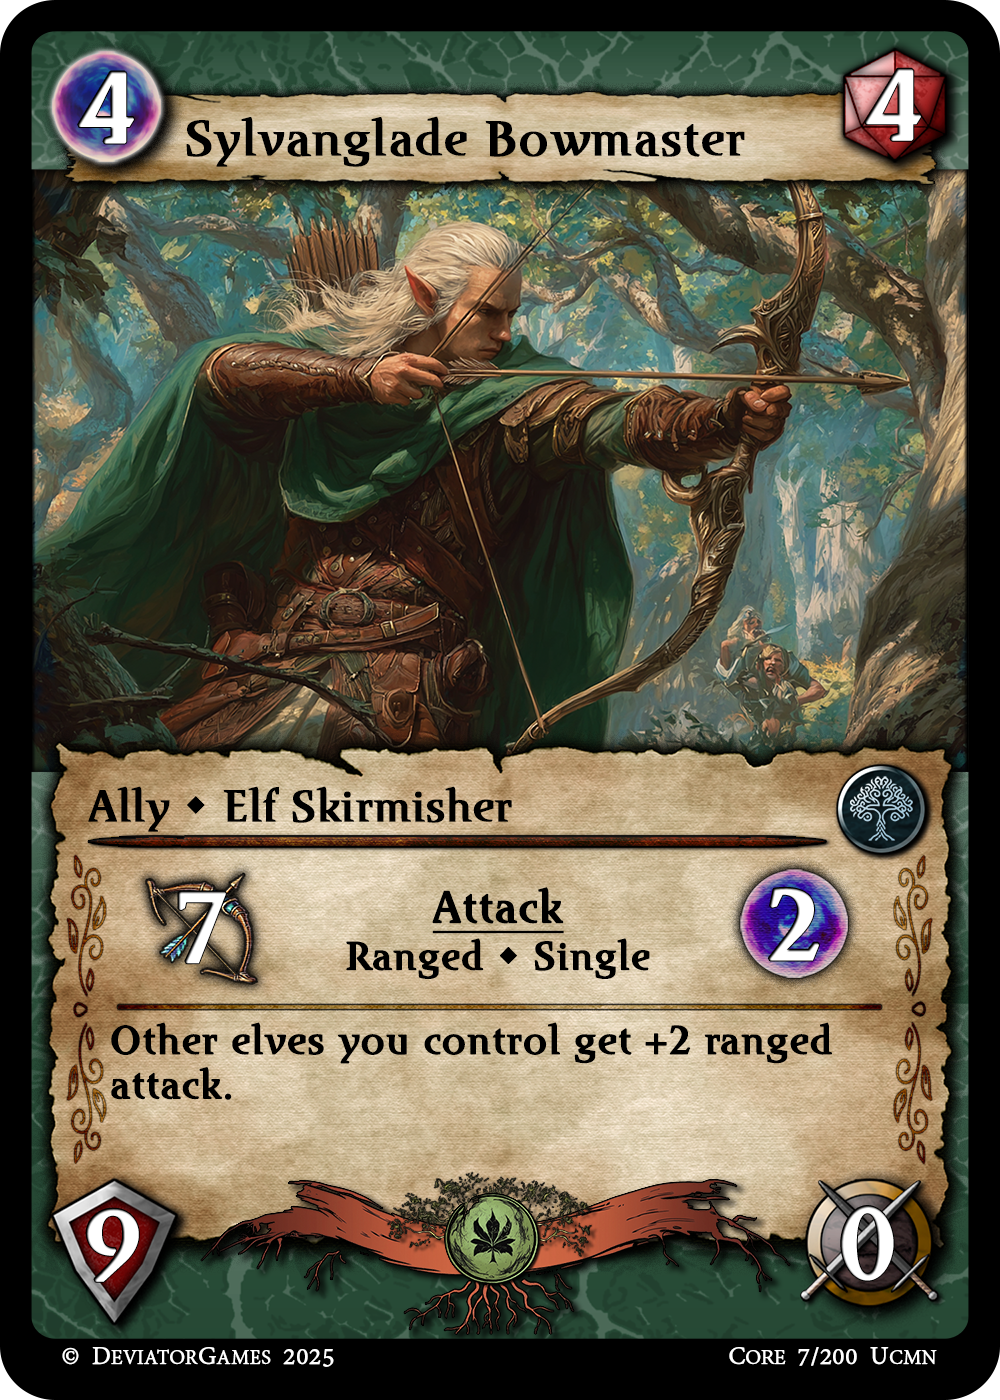 4
Sylvanglade Bowmaster
4
Ally ◆ Elf Skirmisher
7
Attack
Ranged ◆ Single
2
Other elves you control get +2 ranged
attack.
9
0
© DeviatorGames 2025
Core 7/200 Ucmn